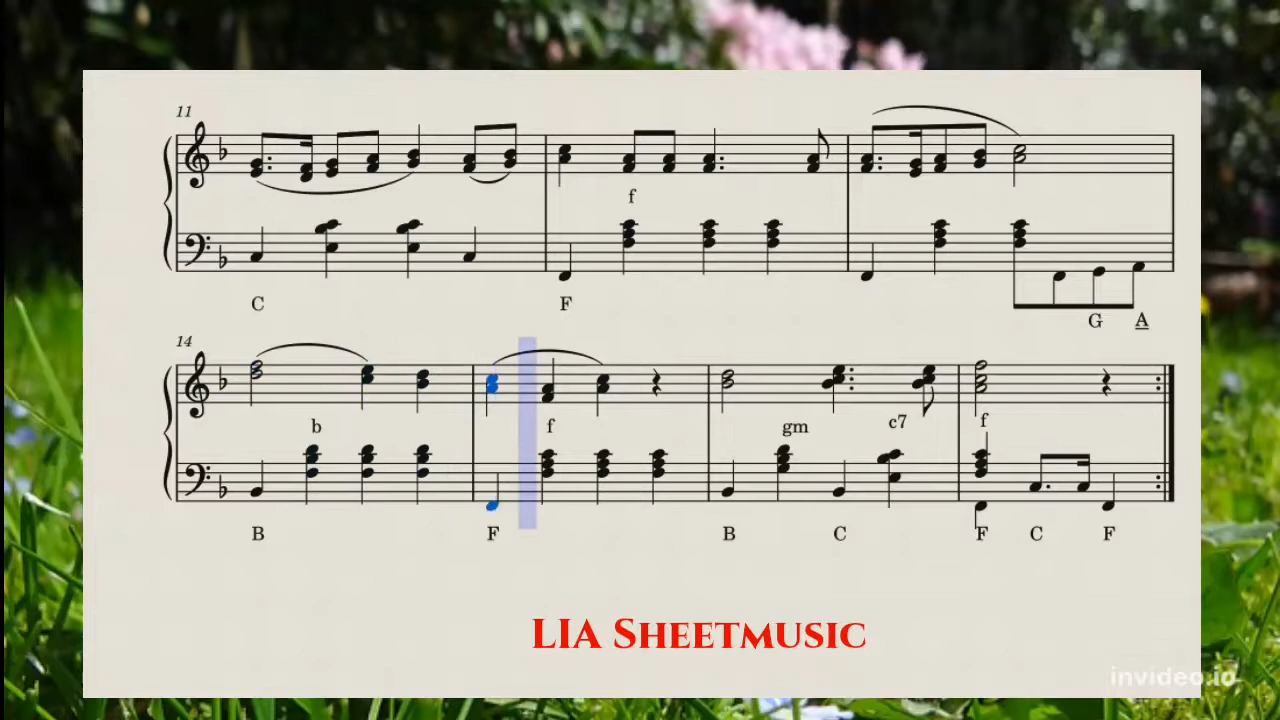 11
f
C F
G A
14
b f gm c7 f
B F B C F C F
LIA Sheetmusic
invideo.io